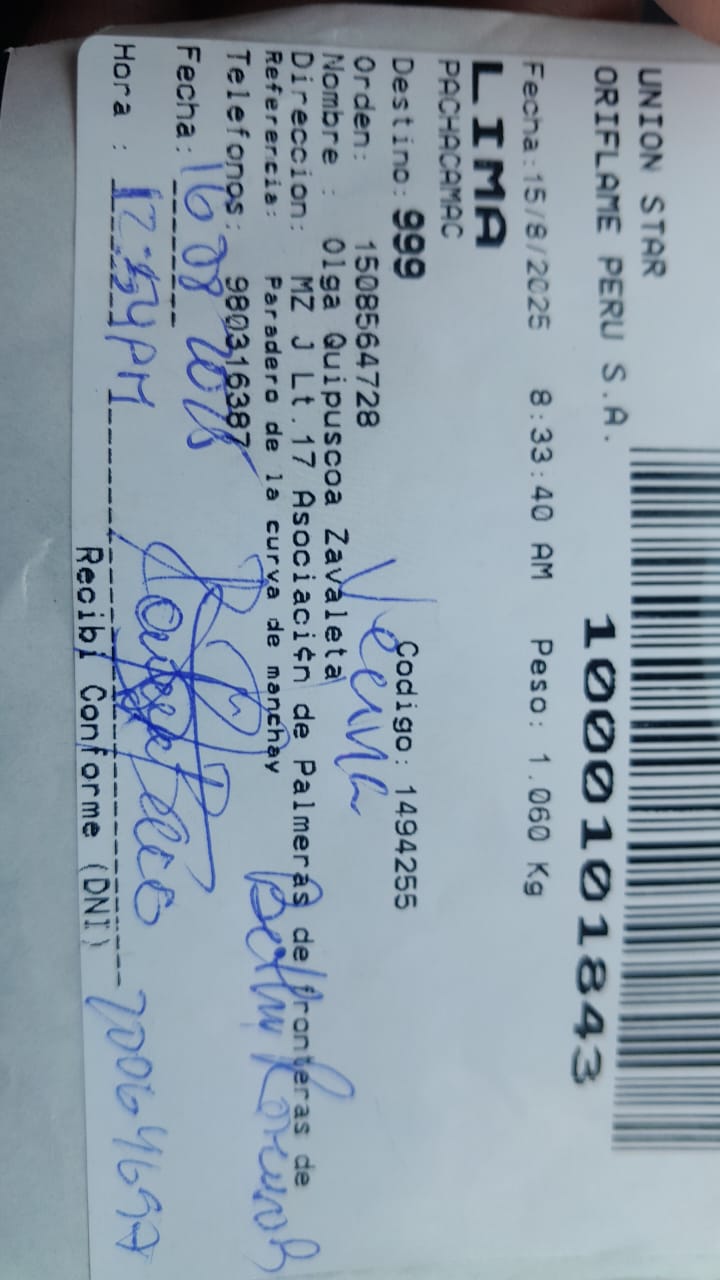 UNION STAR
ORIFLAME PERU S.A.
1000101843
Fecha:15/8/2025 8:33:40 AM Peso: 1.060 Kg
LIMA
PACHACAMAC
Destino: 999 Codigo: 1494255
Orden: 1508564728
Vecina
Nombre : Olga Quipuscoa Zavaleta
Direccion: MZ J Lt.17 Asociaci¢n de Palmeras de fronteras de
Referencia: Paradero de la curva de manchay
Telefonos: 980316387
Fecha: 16 08 2025
Hora : 12:54 PM
Recibi Conforme (DNI)